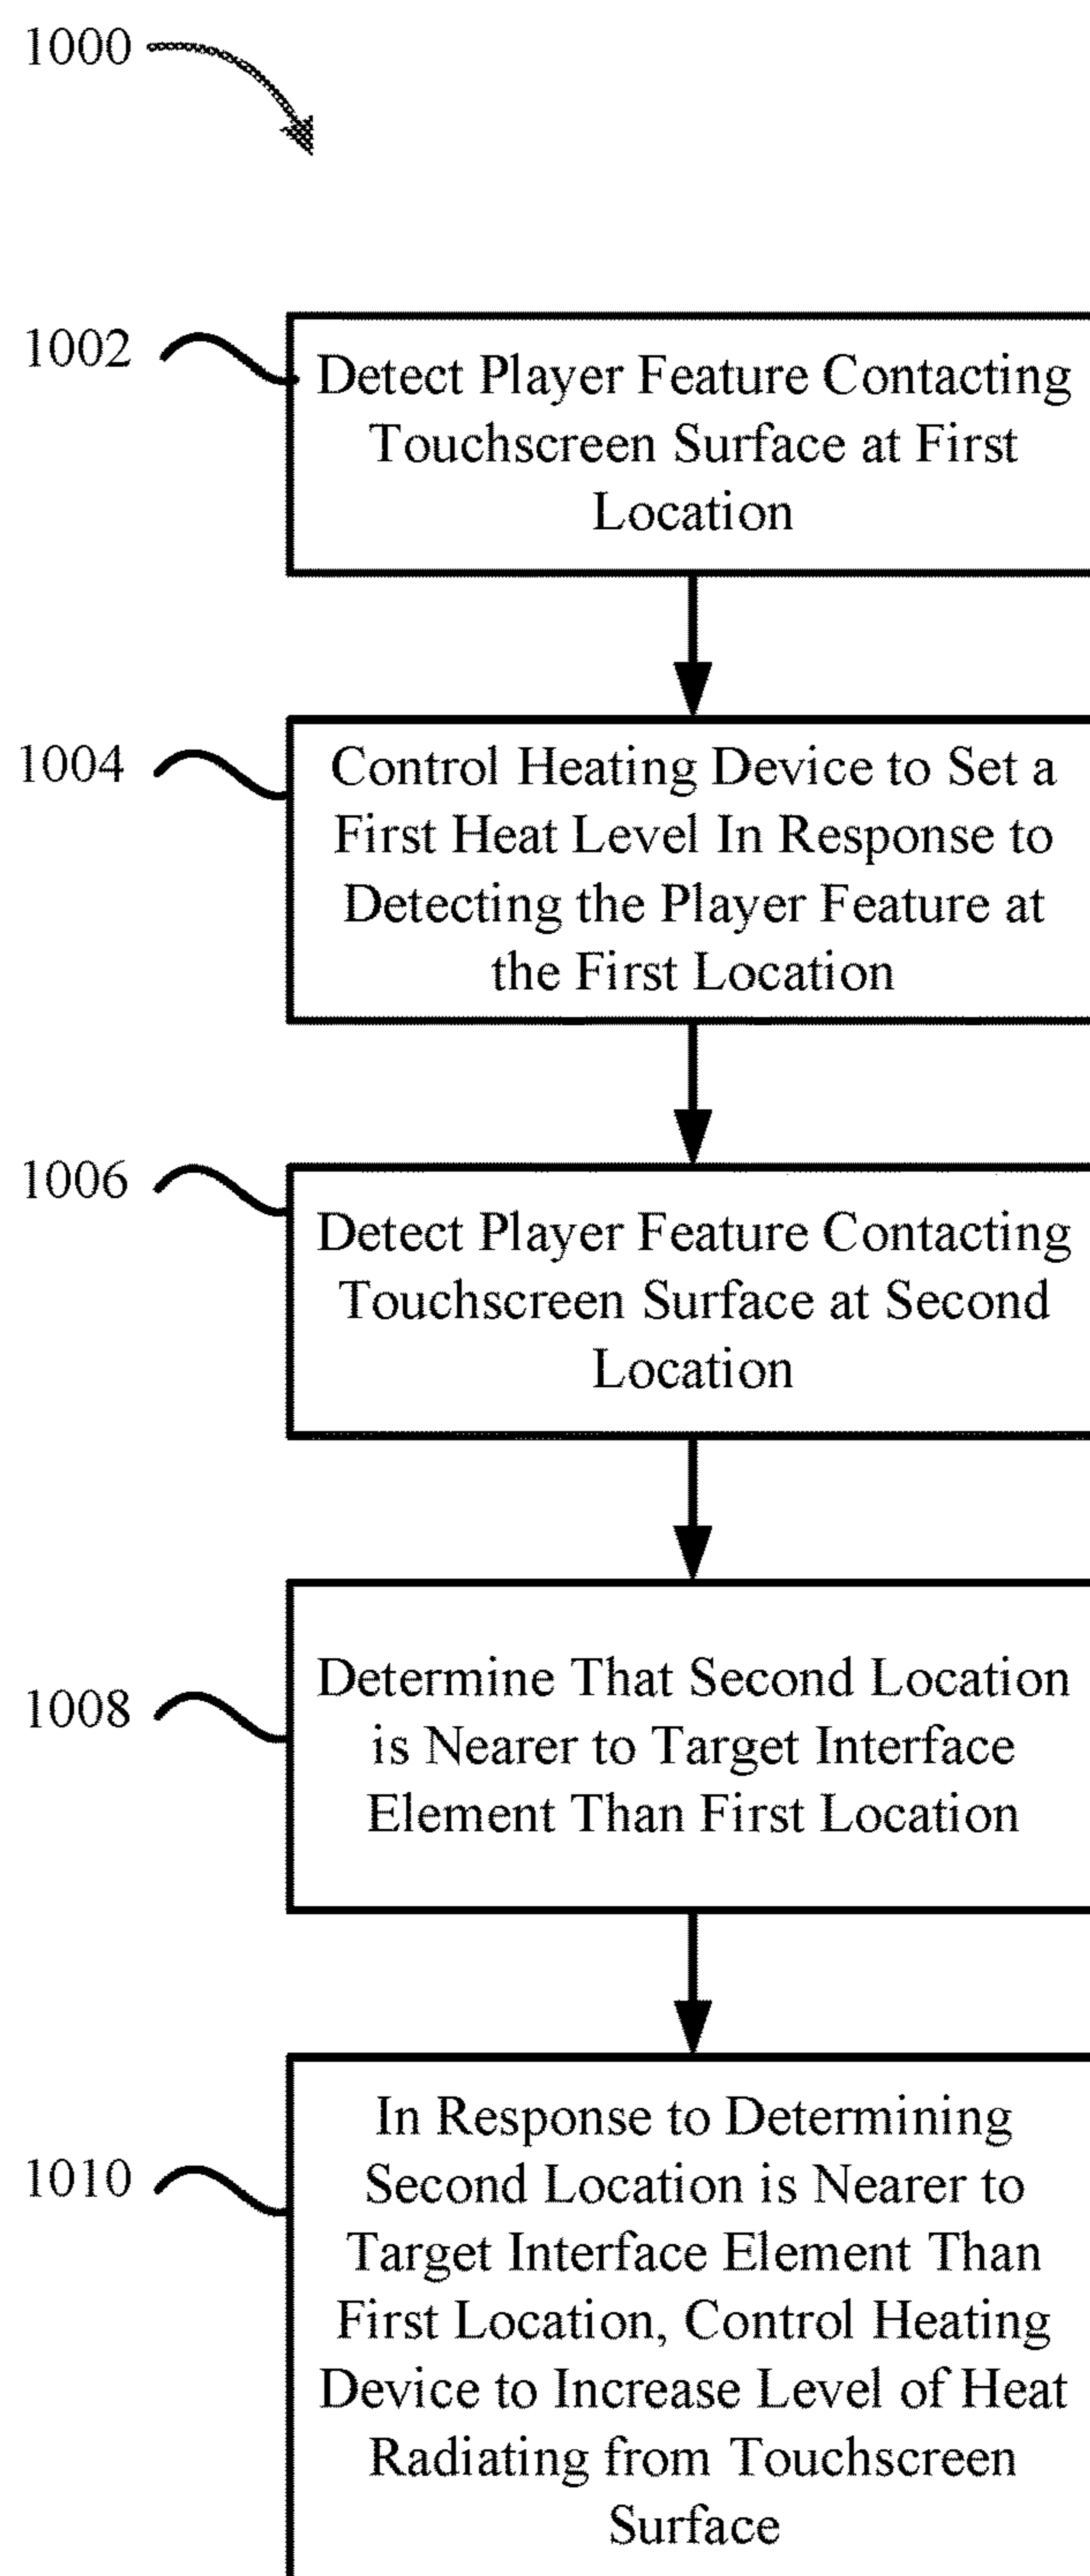 1000
1002
Detect Player Feature Contacting
Touchscreen Surface at First
Location
1004
Control Heating Device to Set a
First Heat Level In Response to
Detecting the Player Feature at
the First Location
1006
Detect Player Feature Contacting
Touchscreen Surface at Second
Location
1008
Determine That Second Location
is Nearer to Target Interface
Element Than First Location
1010
In Response to Determining
Second Location is Nearer to
Target Interface Element Than
First Location, Control Heating
Device to Increase Level of Heat
Radiating from Touchscreen
Surface